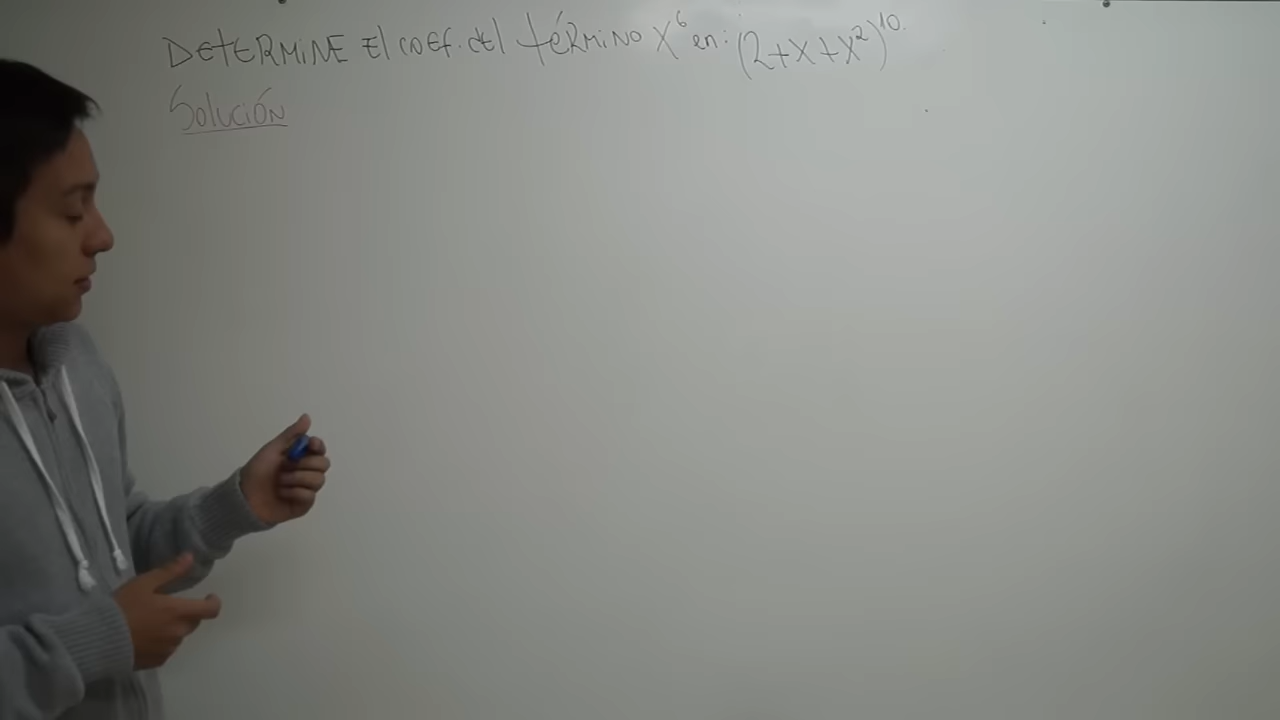 DETERMINE El coef. del término x⁶ en: (2+x+x²)¹⁰.
Solución